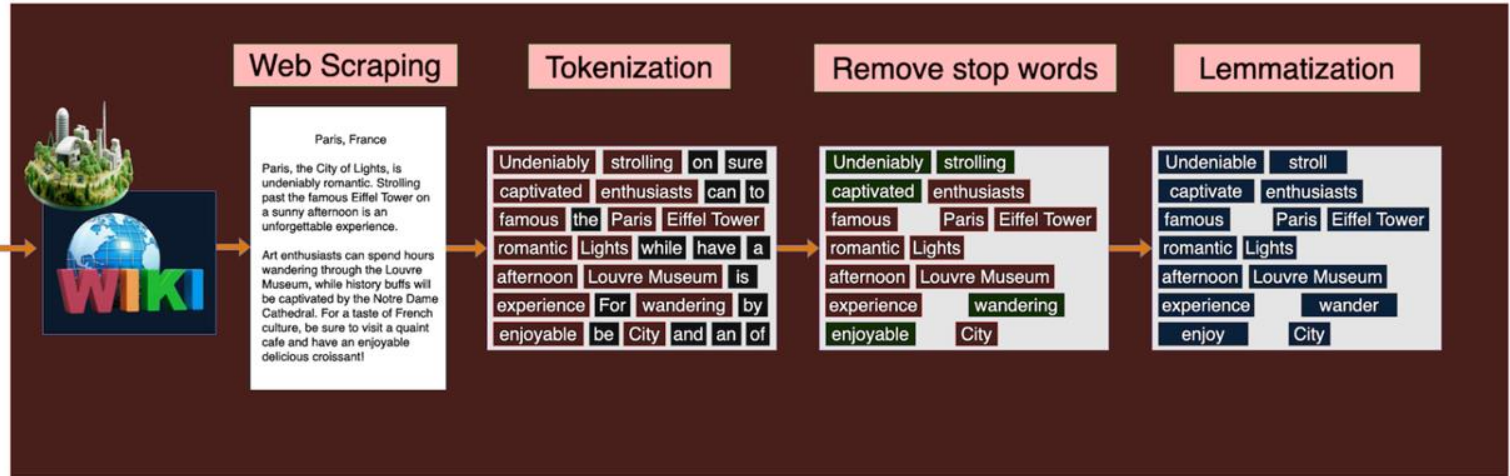 Web Scraping
Tokenization
Remove stop words
Lemmatization
WIKI
Paris, France
Paris, the City of Lights, is
undeniably romantic. Strolling
past the famous Eiffel Tower on
a sunny afternoon is an
unforgettable experience.
Art enthusiasts can spend hours
wandering through the Louvre
Museum, while history buffs will
be captivated by the Notre Dame
Cathedral. For a taste of French
culture, be sure to visit a quaint
cafe and have an enjoyable
delicious croissant!
Undeniably strolling on sure
captivated enthusiasts can to
famous the Paris Eiffel Tower
romantic Lights while have a
afternoon Louvre Museum is
experience For wandering by
enjoyable be City and an of
Undeniably strolling
captivated enthusiasts
famous Paris Eiffel Tower
romantic Lights
afternoon Louvre Museum
experience wandering
enjoyable City
Undeniable stroll
captivate enthusiasts
famous Paris Eiffel Tower
romantic Lights
afternoon Louvre Museum
experience wander
enjoy City